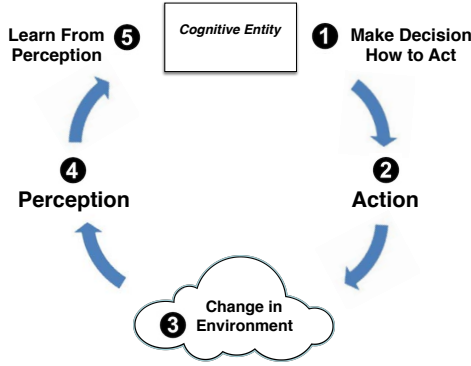 Cognitive Entity
1 Make Decision
How to Act
2
Action
3 Change in
Environment
4
Perception
Learn From 5
Perception